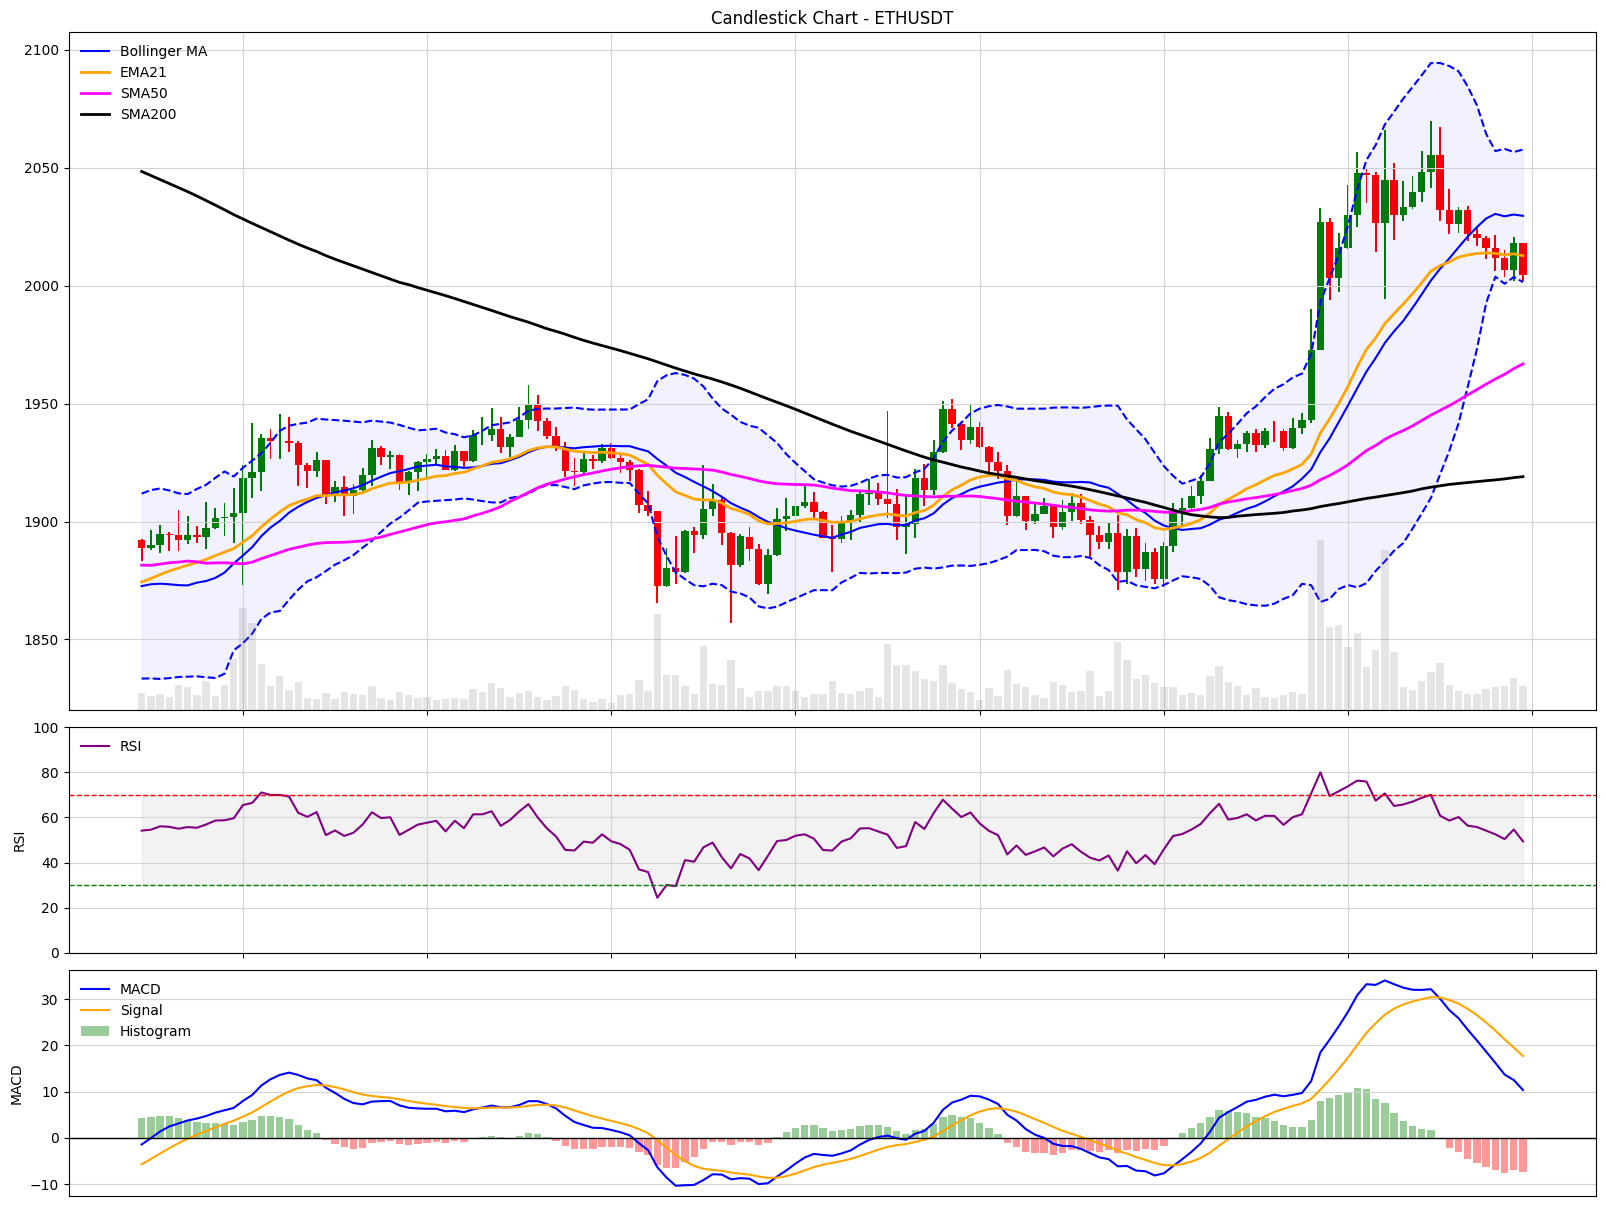 Candlestick Chart - ETHUSDT
Bollinger MA
EMA21
SMA50
SMA200
2100
2050
2000
1950
1900
1850
RSI
100
80
60
40
20
0
RSI
MACD
Signal
Histogram
30
20
10
0
−10
MACD